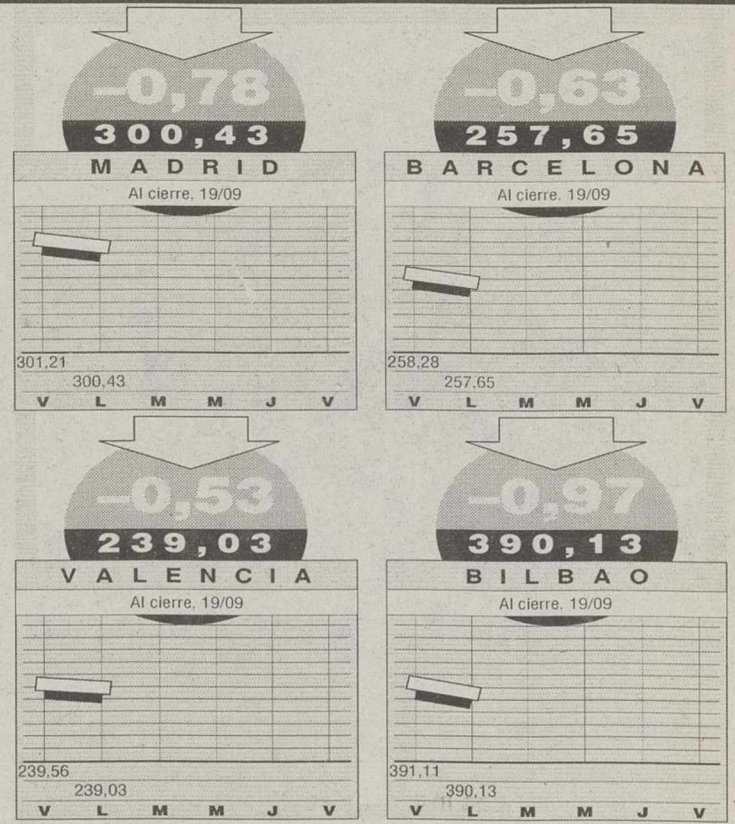 –0,78
300,43
MADRID
Al cierre, 19/09
301,21
300,43
V L M M J V
–0,63
257,65
BARCELONA
Al cierre, 19/09
258,28
257,65
V L M M J V
–0,53
239,03
VALENCIA
Al cierre, 19/09
239,56
239,03
V L M M J V
–0,97
390,13
BILBAO
Al cierre, 19/09
391,11
390,13
V L M M J V